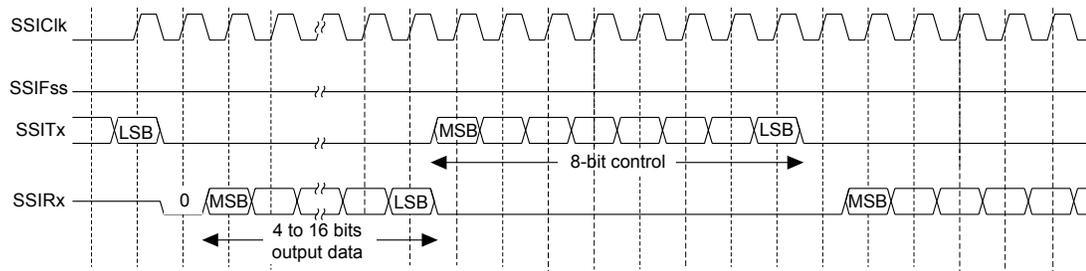 SSIClk
SSIFss
SSITx
LSB
MSB
LSB
8-bit control
SSIRx
0
MSB
LSB
MSB
4 to 16 bits
output data